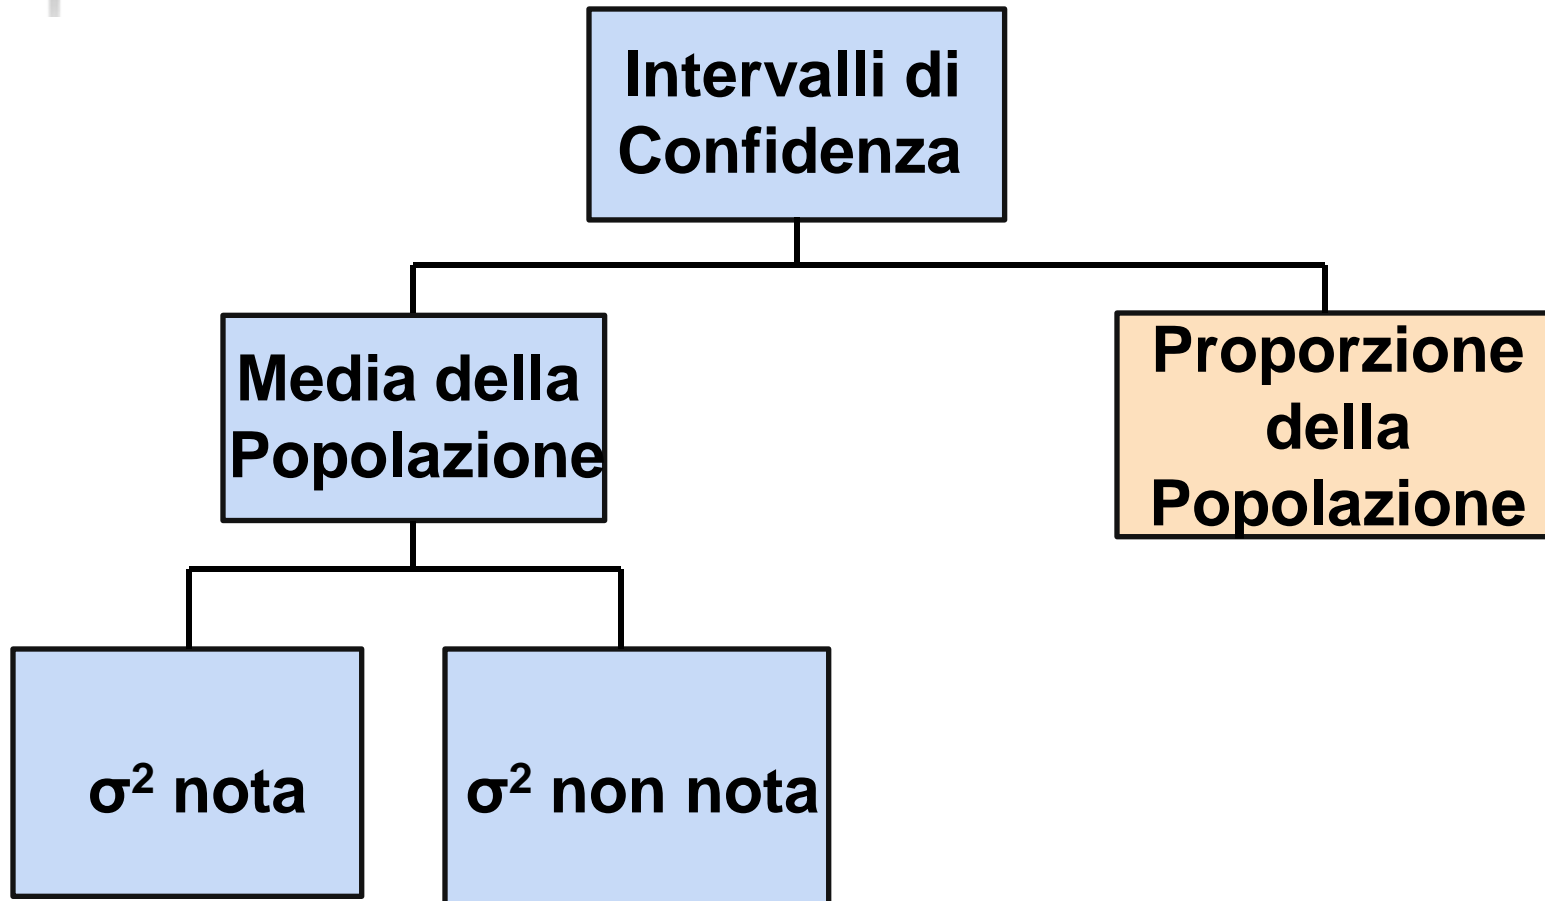 Intervalli di
Confidenza
Media della
Popolazione
Proporzione
della
Popolazione
σ² nota
σ² non nota